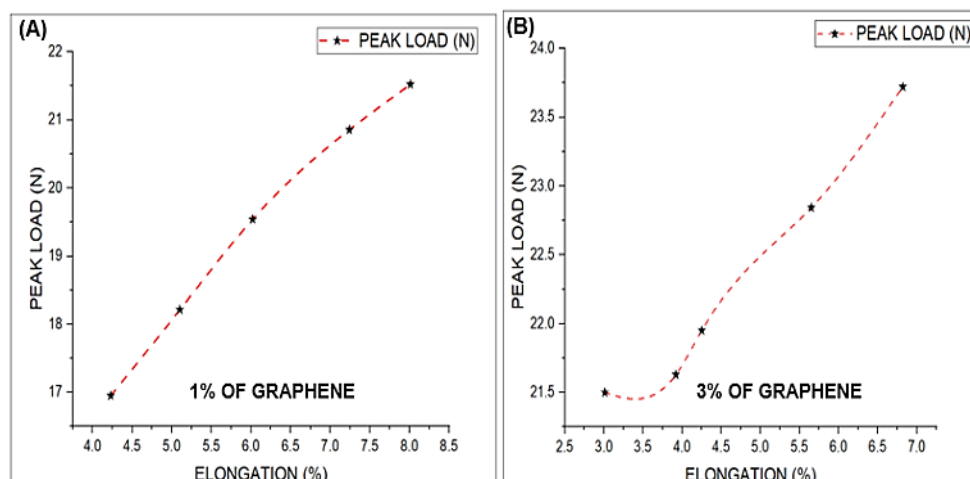 (A)
PEAK LOAD (N)
22
21
20
19
18
17
PEAK LOAD (N)
1% OF GRAPHENE
4.0 4.5 5.0 5.5 6.0 6.5 7.0 7.5 8.0 8.5
ELONGATION (%)
(B)
PEAK LOAD (N)
24.0
23.5
23.0
22.5
22.0
21.5
PEAK LOAD (N)
3% OF GRAPHENE
2.5 3.0 3.5 4.0 4.5 5.0 5.5 6.0 6.5 7.0
ELONGATION (%)